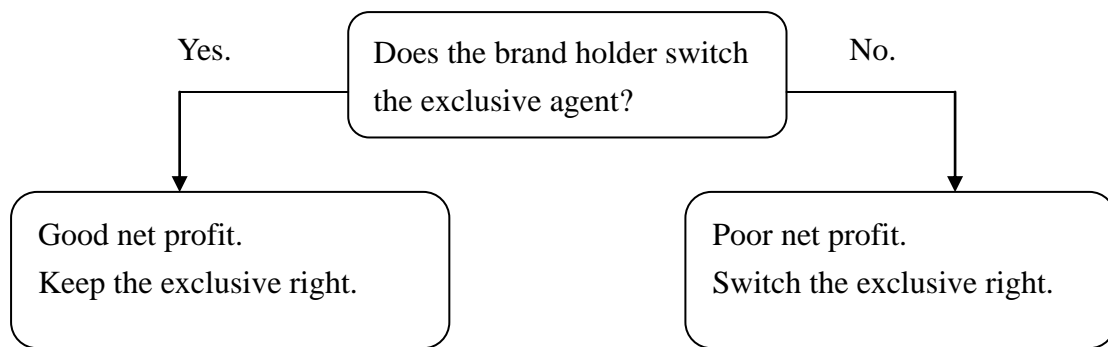 Yes.
Does the brand holder switch
the exclusive agent?
No.
Good net profit.
Keep the exclusive right.
Poor net profit.
Switch the exclusive right.